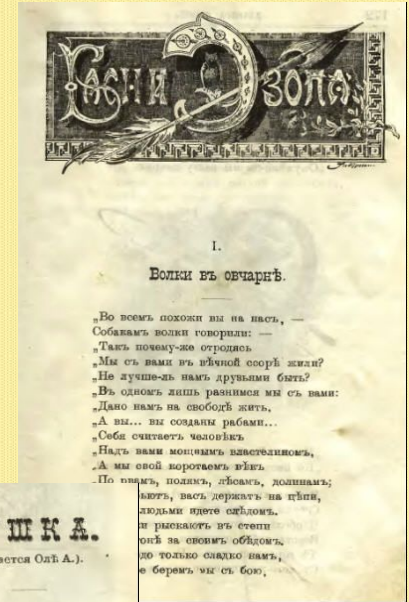 БАСНИ ЭЗОПА
I.
Волки въ овчарнѣ.
„Во всемъ похожи вы на насъ, —
Собакамъ волки говорили: —
„Такъ почему-же отродясь
„Мы съ вами въ вѣчной ссорѣ жили?
„Не лучше-ль намъ друзьями быть?
„Въ одномъ лишь разнимся мы съ вами:
„Дано намъ на свободѣ жить,
„А вы... вы созданы рабами...
„Себя считаетъ человѣкъ
„Надъ вами мощнымъ властелиномъ,
„А мы свой коротаемъ вѣкъ
„По рвамъ, полямъ, лѣсамъ, долинамъ;
ьютъ, васъ держатъ на цѣпи,
людьми идете слѣдомъ.
и рыскаютъ въ степи
за своимъ обѣдомъ.
только сладко намъ,
беремъ мы съ бою,
ШКА.
ется Олѣ А.).